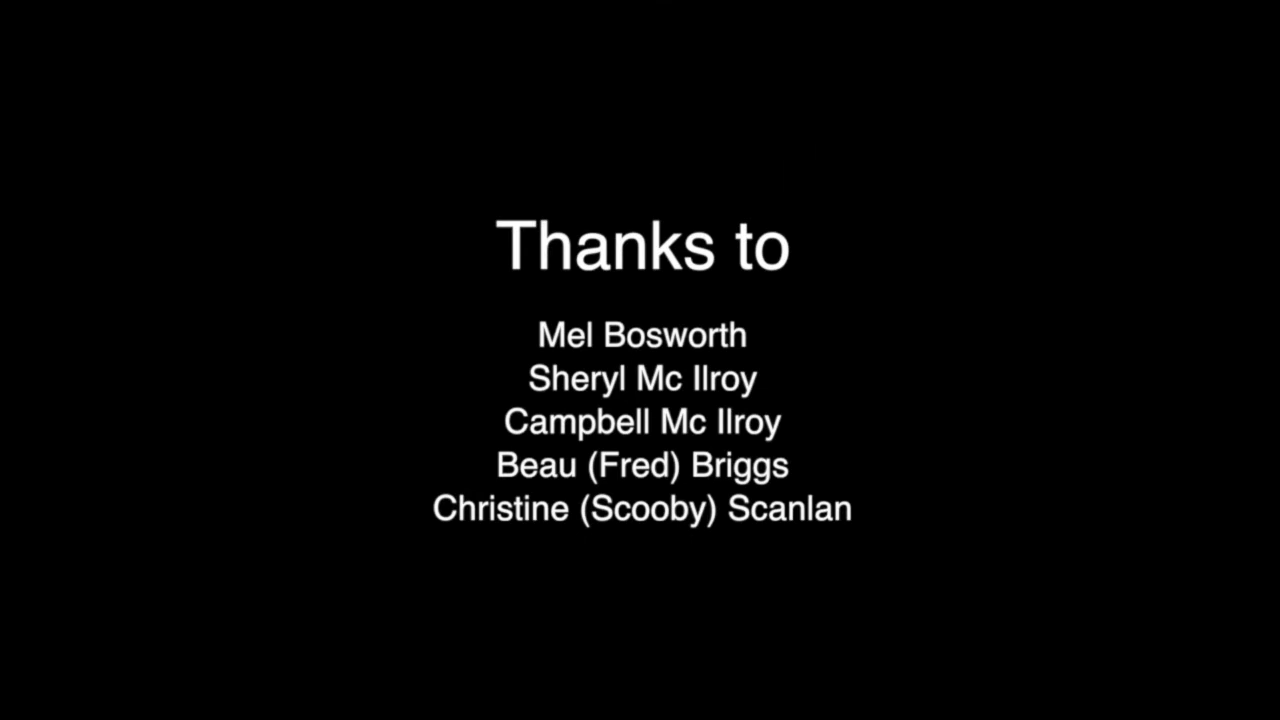 Thanks to
Mel Bosworth
Sheryl Mc Ilroy
Campbell Mc Ilroy
Beau (Fred) Briggs
Christine (Scooby) Scanlan